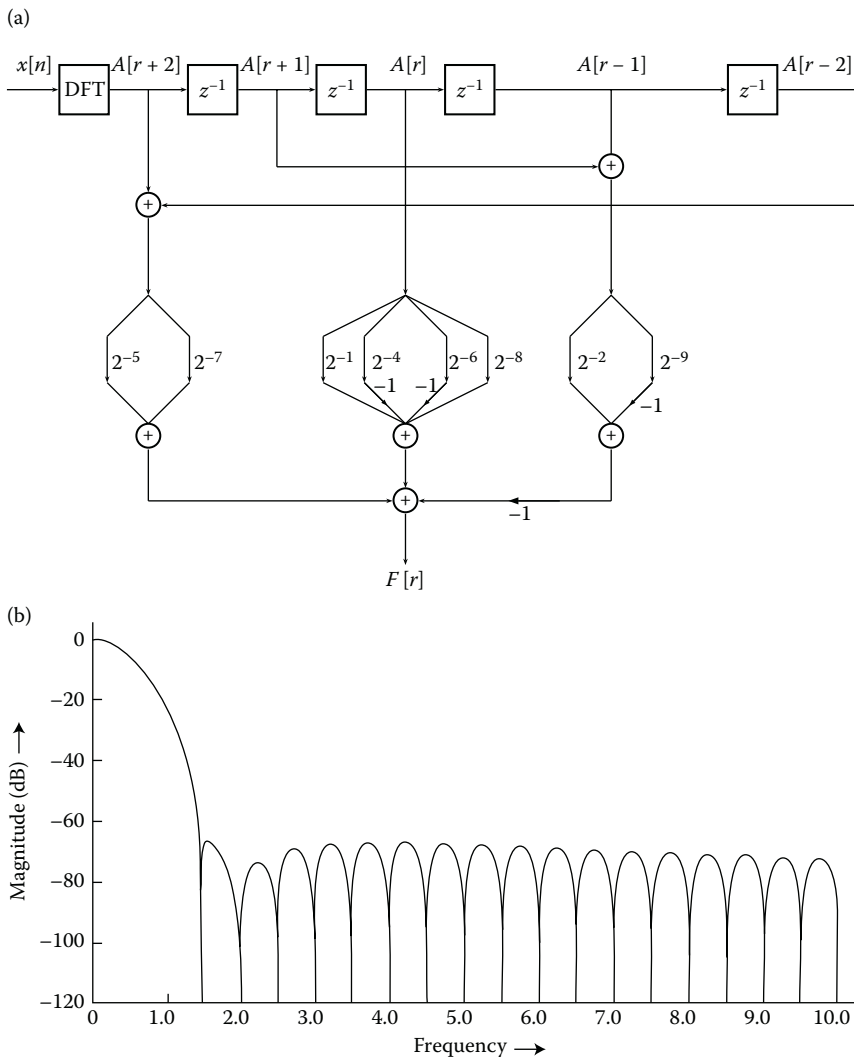 (a)
x[n] A[r + 2] A[r + 1] A[r] A[r – 1] A[r – 2]
DFT z⁻¹ z⁻¹ z⁻¹ z⁻¹
+
+
2⁻⁵ 2⁻⁷ 2⁻¹ 2⁻⁴ 2⁻⁶ 2⁻⁸ 2⁻² 2⁻⁹
–1 –1 –1
+ + +
+ –1
F [r]
(b)
0
–20
–40
–60
–80
–100
–120
Magnitude (dB)
0 1.0 2.0 3.0 4.0 5.0 6.0 7.0 8.0 9.0 10.0
Frequency